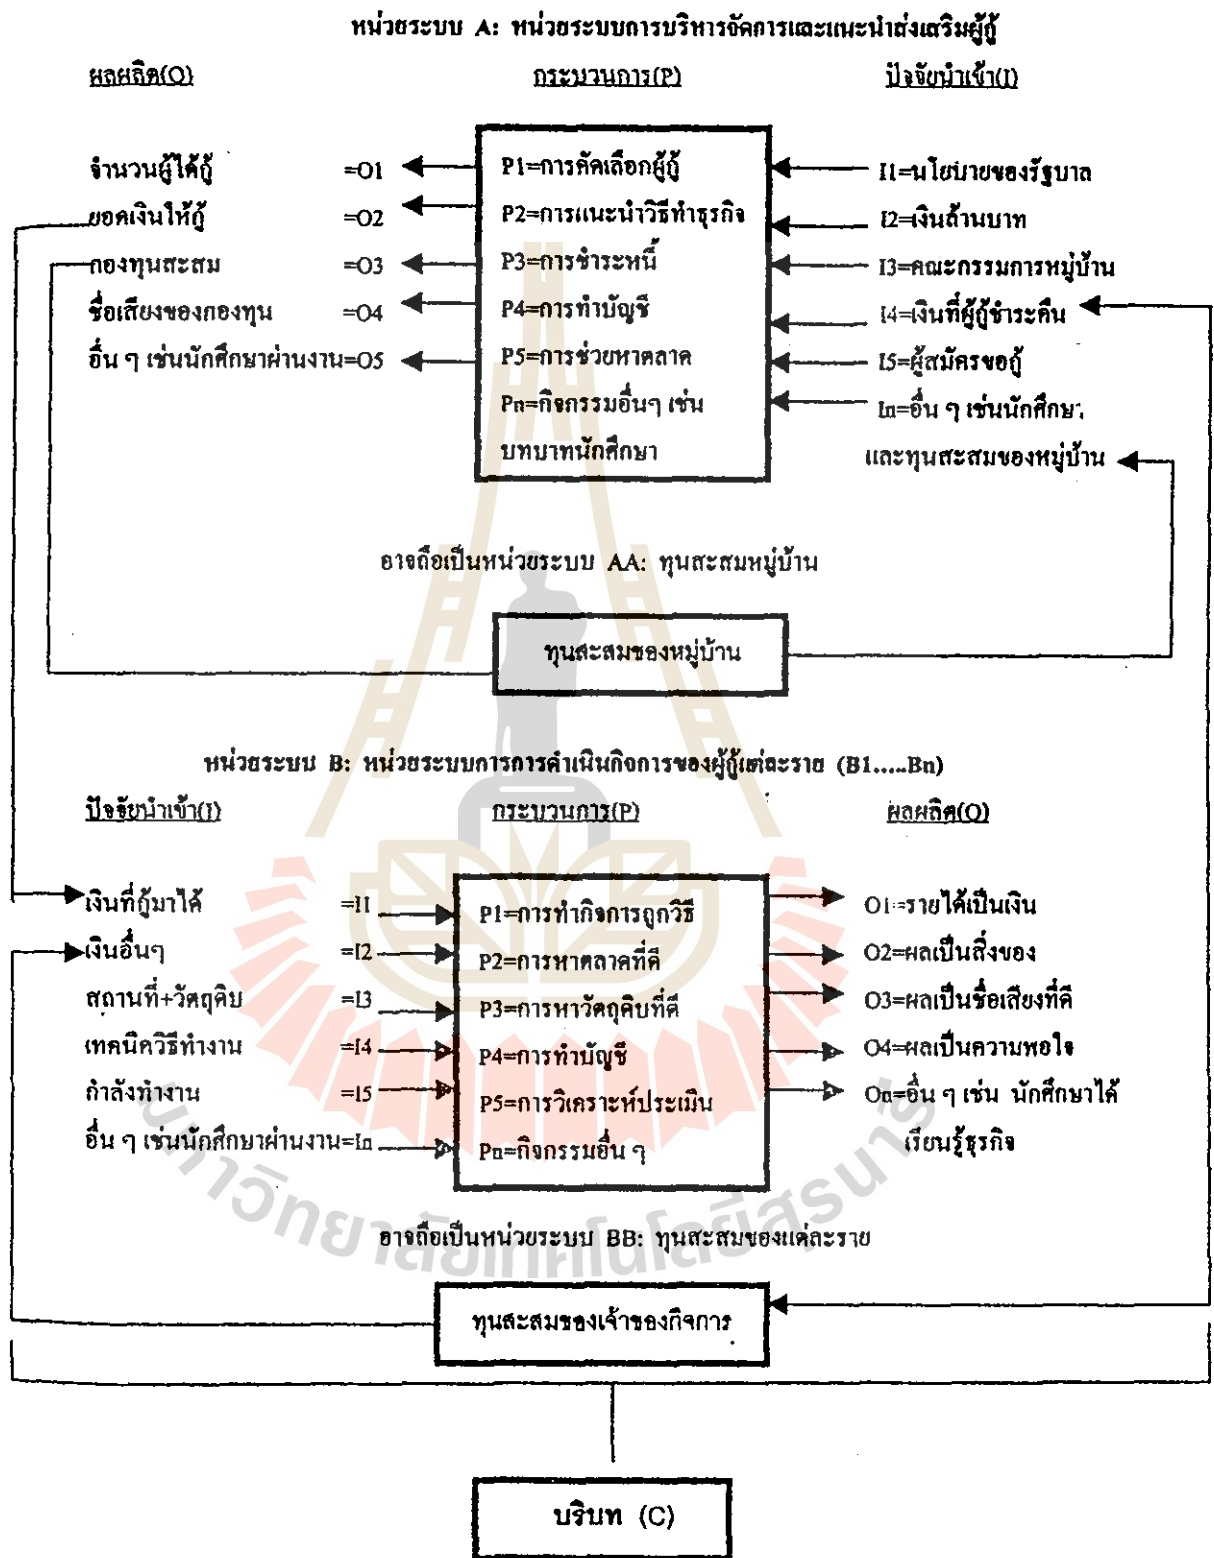 หน่วยระบบ A: หน่วยระบบการบริหารจัดการและแนะนำส่งเสริมผู้กู้
ผลผลิต(O) กระบวนการ(P) ปัจจัยนำเข้า(I)
จำนวนผู้ได้กู้ =O1 P1=การคัดเลือกผู้กู้ I1=นโยบายของรัฐบาล
ยอดเงินให้กู้ =O2 P2=การแนะนำวิธีทำธุรกิจ I2=เงินล้านบาท
กองทุนสะสม =O3 P3=การชำระหนี้ I3=คณะกรรมการหมู่บ้าน
ชื่อเสียงของกองทุน =O4 P4=การทำบัญชี I4=เงินที่ผู้กู้ชำระคืน
อื่น ๆ เช่นนักศึกษาผ่านงาน=O5 P5=การช่วยหาตลาด I5=ผู้สมัครขอกู้
Pn=กิจกรรมอื่นๆ เช่น In=อื่น ๆ เช่นนักศึกษา
บทบาทนักศึกษา และทุนสะสมของหมู่บ้าน
อาจถือเป็นหน่วยระบบ AA: ทุนสะสมหมู่บ้าน
ทุนสะสมของหมู่บ้าน
หน่วยระบบ B: หน่วยระบบการการดำเนินกิจการของผู้กู้แต่ละราย (B1.....Bn)
ปัจจัยนำเข้า(I) กระบวนการ(P) ผลผลิต(O)
เงินที่กู้มาได้ =I1 P1=การทำกิจการถูกวิธี O1=รายได้เป็นเงิน
เงินอื่นๆ =I2 P2=การหาตลาดที่ดี O2=ผลเป็นสิ่งของ
สถานที่+วัตถุดิบ =I3 P3=การหาวัตถุดิบที่ดี O3=ผลเป็นชื่อเสียงที่ดี
เทคนิควิธีทำงาน =I4 P4=การทำบัญชี O4=ผลเป็นความพอใจ
กำลังทำงาน =I5 P5=การวิเคราะห์ประเมิน On=อื่น ๆ เช่น นักศึกษาได้
อื่น ๆ เช่นนักศึกษาผ่านงาน=In Pn=กิจกรรมอื่น ๆ เรียนรู้ธุรกิจ
มหาวิทยาลัยเทคโนโลยีสุรนารี
อาจถือเป็นหน่วยระบบ BB: ทุนสะสมของแต่ละราย
ทุนสะสมของเจ้าของกิจการ
บริบท (C)